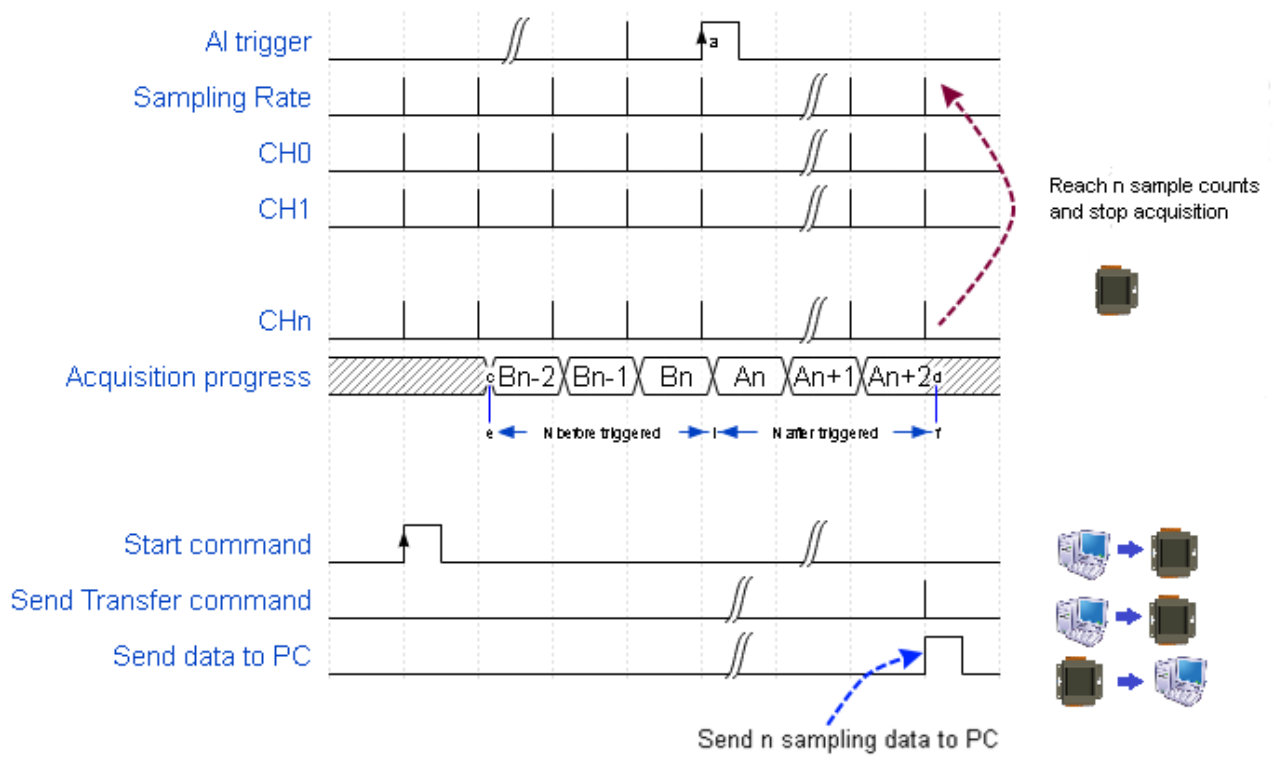 AI trigger
a
Sampling Rate
CH0
CH1
Reach n sample counts
and stop acquisition
CHn
Acquisition progress
c Bn-2 Bn-1 Bn An An+1 An+2 d
e N before triggered N after triggered f
Start command
Send Transfer command
Send data to PC
Send n sampling data to PC